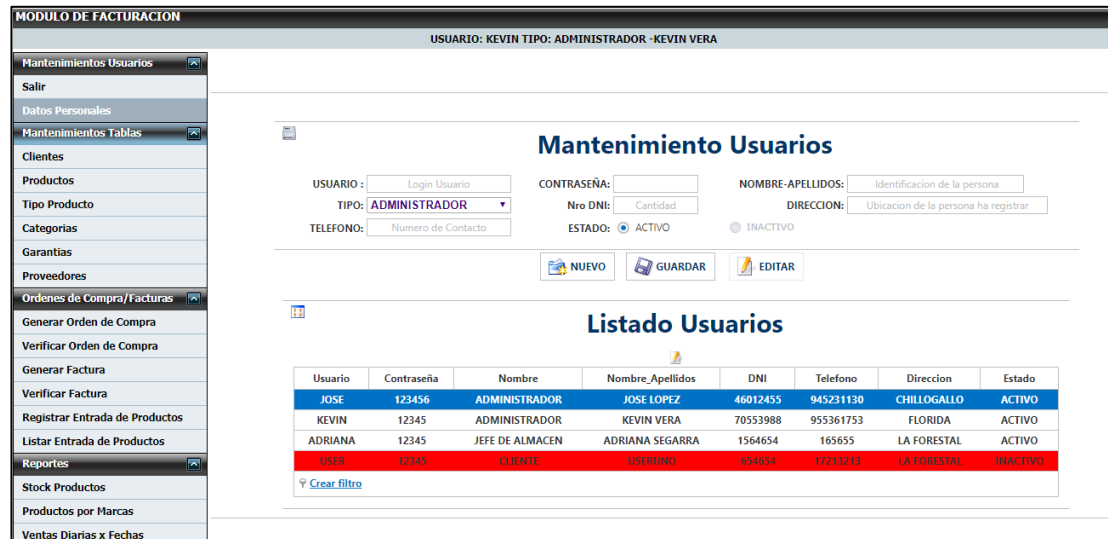 MODULO DE FACTURACION
USUARIO: KEVIN TIPO: ADMINISTRADOR -KEVIN VERA
Mantenimientos Usuarios
Salir
Datos Personales
Mantenimientos Tablas
Clientes
Productos
Tipo Producto
Categorias
Garantias
Proveedores
Ordenes de Compra/Facturas
Generar Orden de Compra
Verificar Orden de Compra
Generar Factura
Verificar Factura
Registrar Entrada de Productos
Listar Entrada de Productos
Reportes
Stock Productos
Productos por Marcas
Ventas Diarias x Fechas
Mantenimiento Usuarios
USUARIO : Login Usuario CONTRASEÑA: NOMBRE-APELLIDOS: Identificacion de la persona
TIPO: ADMINISTRADOR Nro DNI: Cantidad DIRECCION: Ubicacion de la persona ha registrar
TELEFONO: Numero de Contacto ESTADO: ACTIVO INACTIVO
NUEVO GUARDAR EDITAR
Listado Usuarios
Usuario Contraseña Nombre Nombre_Apellidos DNI Telefono Direccion Estado
JOSE 123456 ADMINISTRADOR JOSE LOPEZ 46012455 945231130 CHILLOGALLO ACTIVO
KEVIN 12345 ADMINISTRADOR KEVIN VERA 70553988 955361753 FLORIDA ACTIVO
ADRIANA 12345 JEFE DE ALMACEN ADRIANA SEGARRA 1564654 165655 LA FORESTAL ACTIVO
USER 12345 CLIENTE USERUNO 654654 17213213 LA FORESTAL INACTIVO
Crear filtro